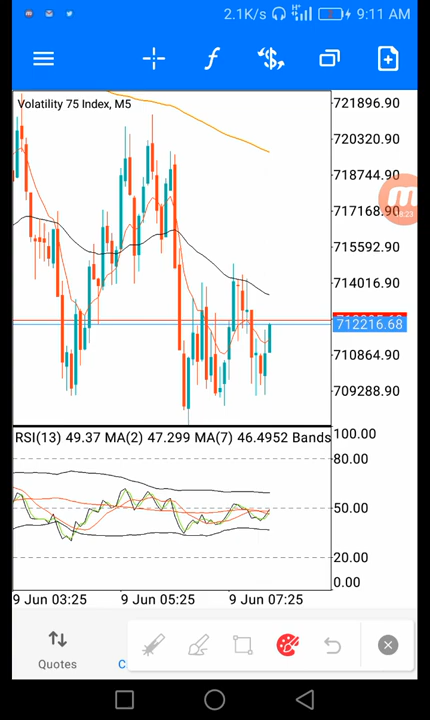 2.1K/s 9:11 AM
Volatility 75 Index, M5
721896.90
720320.90
718744.90
717168.90
08:23
715592.90
714016.90
712216.68
710864.90
709288.90
RSI(13) 49.37 MA(2) 47.299 MA(7) 46.4952 Bands
100.00
80.00
50.00
20.00
0.00
9 Jun 03:25 9 Jun 05:25 9 Jun 07:25
Quotes
C